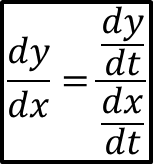 dy/dx = (dy/dt)/(dx/dt)